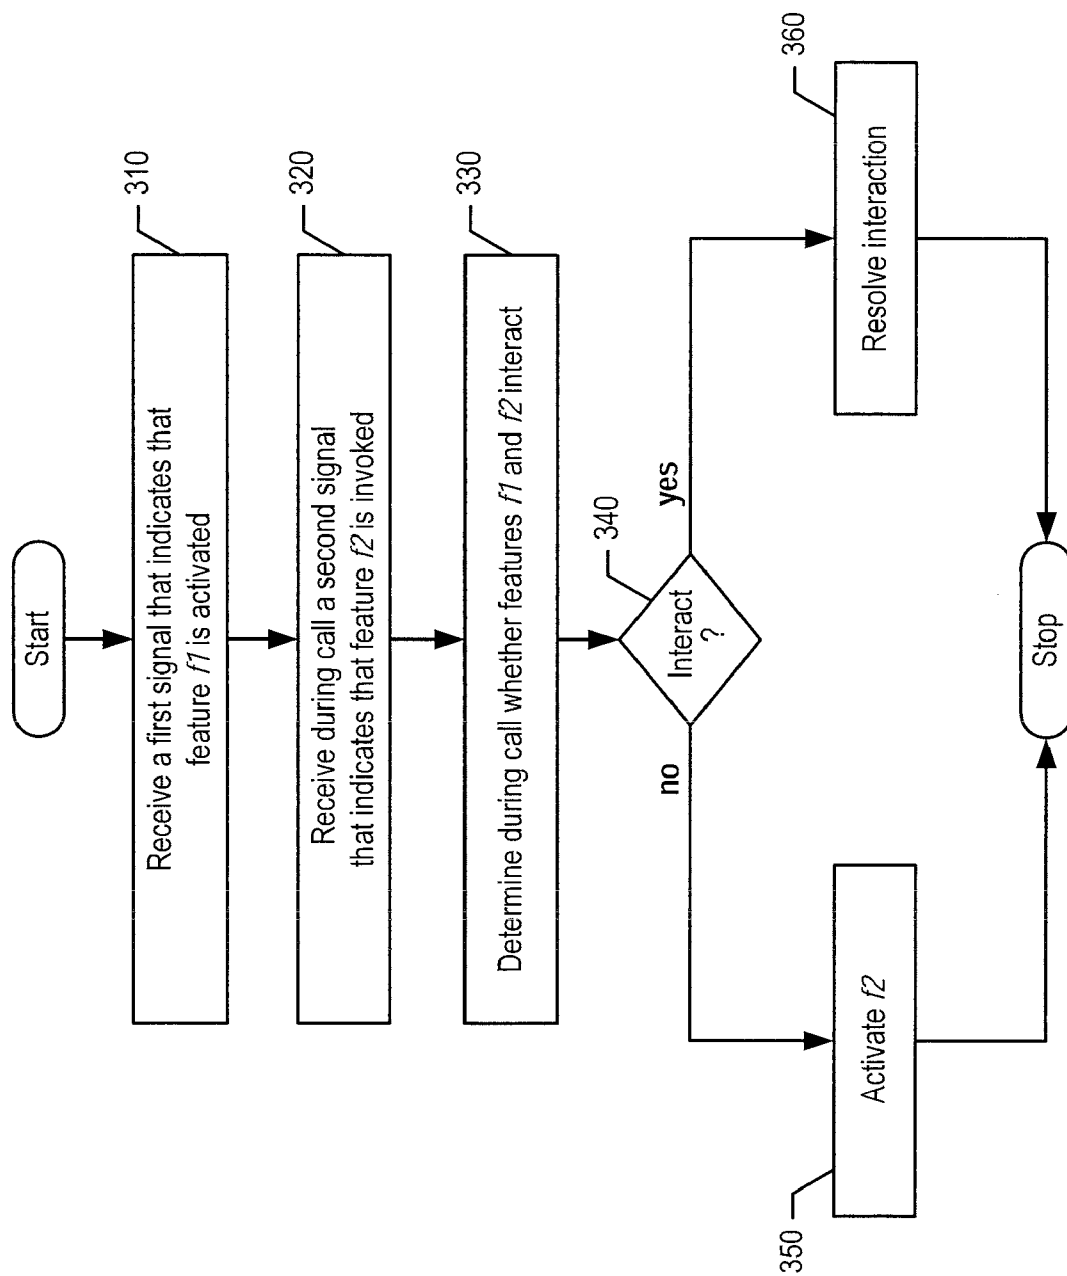 Start
310
Receive a first signal that indicates that
feature f1 is activated
320
Receive during call a second signal
that indicates that feature f2 is invoked
330
Determine during call whether features f1 and f2 interact
340
Interact
?
no
yes
350
Activate f2
360
Resolve interaction
Stop